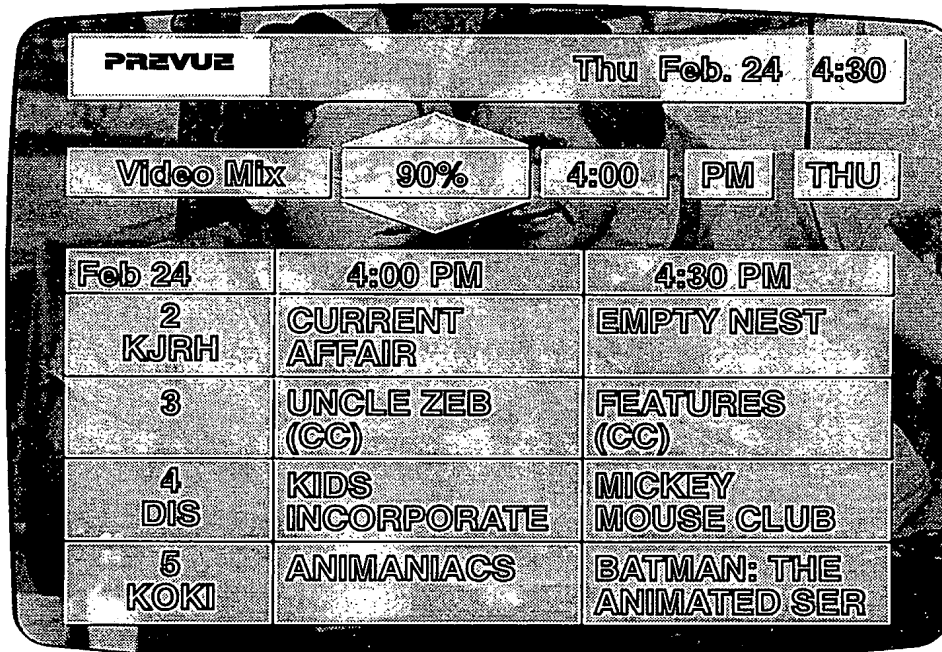 PREVUE Thu Feb. 24 4:30
Video Mix 90% 4:00 PM THU
Feb 24 4:00 PM 4:30 PM
2
KJRH
CURRENT
AFFAIR
EMPTY NEST
3
UNCLE ZEB
(CC)
FEATURES
(CC)
4
DIS
KIDS
INCORPORATE
MICKEY
MOUSE CLUB
5
KOKI
ANIMANIACS
BATMAN: THE
ANIMATED SER